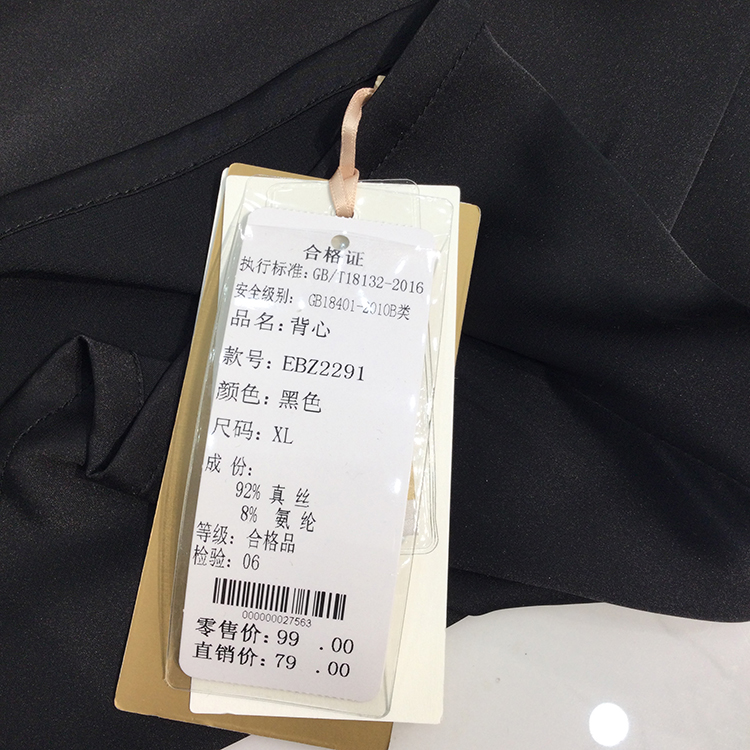 合格证
执行标准: GB/T18132-2016
安全级别: GB18401-2010B类
品名: 背心
款号: EBZ2291
颜色: 黑色
尺码: XL
成 份:
92% 真 丝
8% 氨 纶
等级: 合格品
检验: 06
000000027563
零售价: 99 .00
直销价: 79 .00